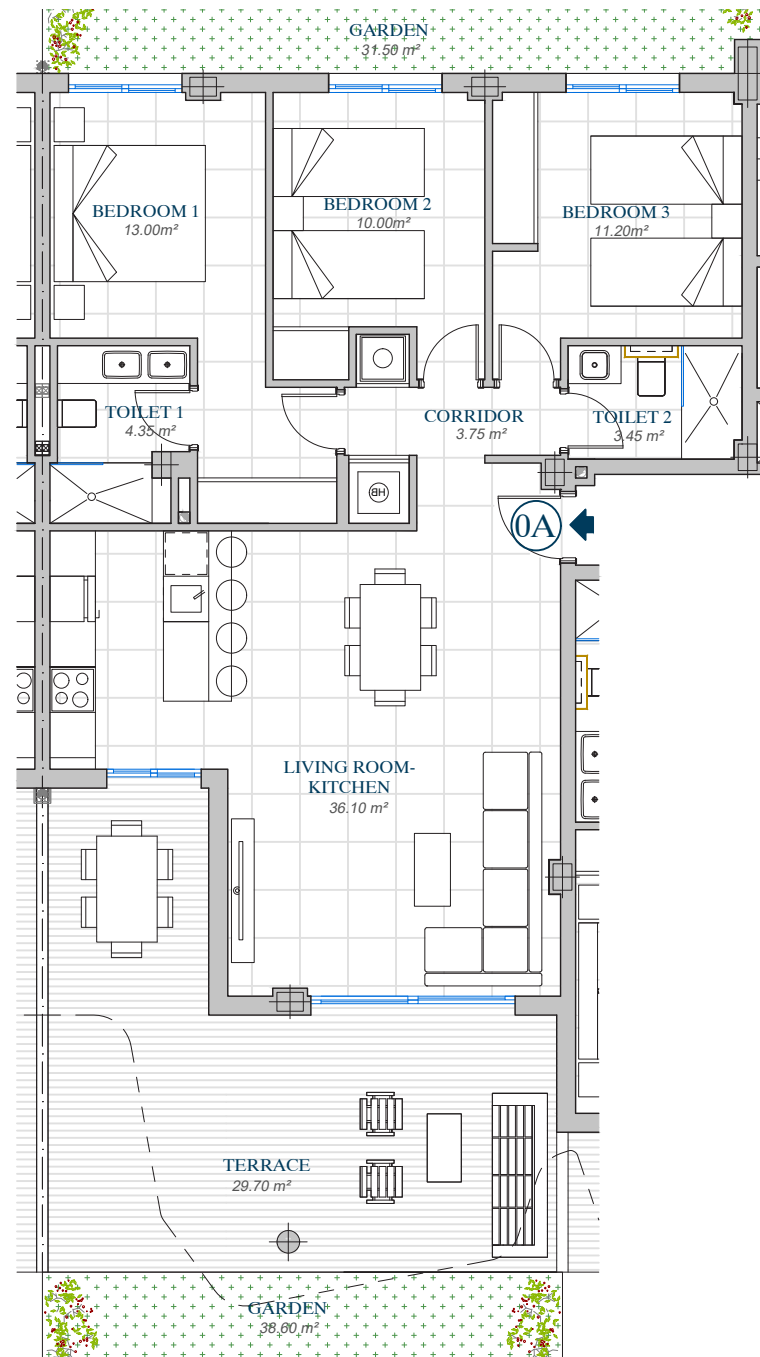 GARDEN
31.50 m²
BEDROOM 1
13.00m²
BEDROOM 2
10.00m²
BEDROOM 3
11.20m²
TOILET 1
4.35 m²
CORRIDOR
3.75 m²
TOILET 2
3.45 m²
HB
0A
LIVING ROOM-
KITCHEN
36.10 m²
TERRACE
29.70 m²
GARDEN
38.60 m²